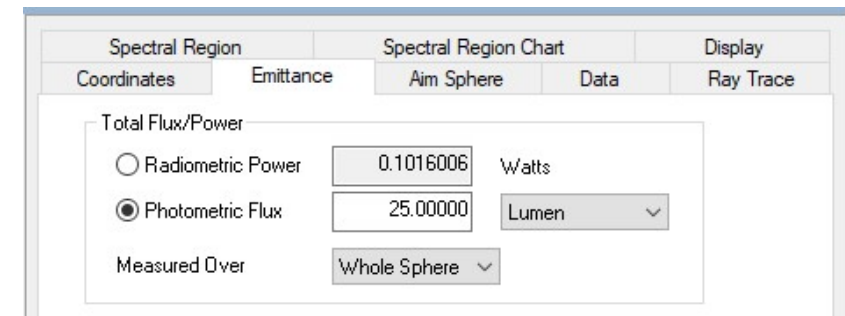 Spectral Region Spectral Region Chart Display
Coordinates Emittance Aim Sphere Data Ray Trace
Total Flux/Power
Radiometric Power 0.1016006 Watts
Photometric Flux 25.00000 Lumen
Measured Over Whole Sphere